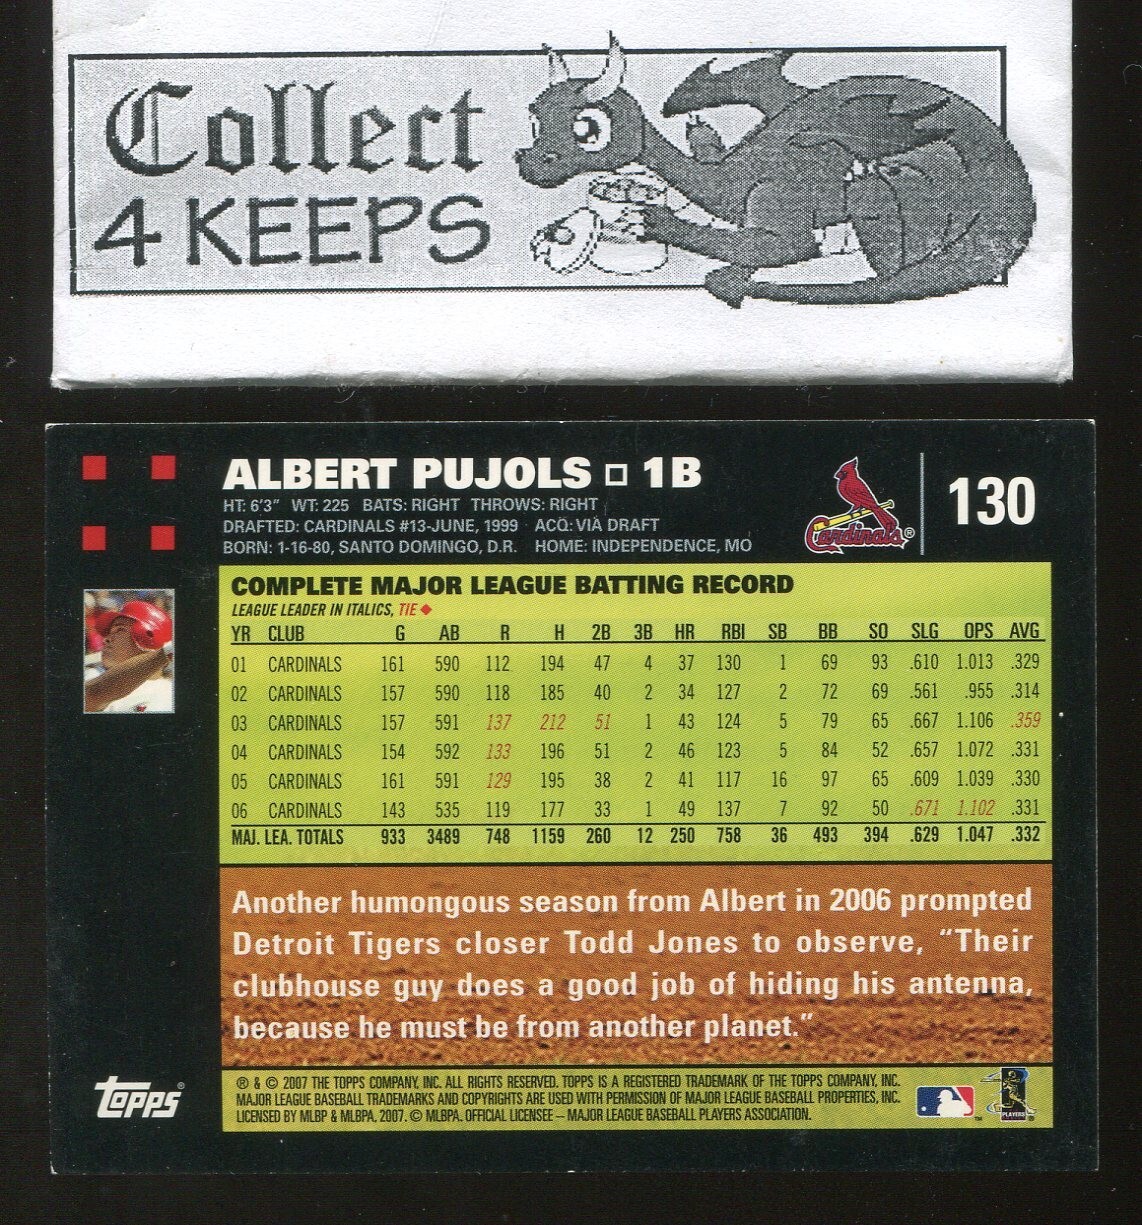 Collect
4 KEEPS
ALBERT PUJOLS □ 1B
130
HT: 6'3" WT: 225 BATS: RIGHT THROWS: RIGHT
DRAFTED: CARDINALS #13-JUNE, 1999 ACQ: VIA DRAFT
BORN: 1-16-80, SANTO DOMINGO, D.R. HOME: INDEPENDENCE, MO
Cardinals®
COMPLETE MAJOR LEAGUE BATTING RECORD
LEAGUE LEADER IN ITALICS, TIE ◆
YR CLUB G AB R H 2B 3B HR RBI SB BB SO SLG OPS AVG
01 CARDINALS 161 590 112 194 47 4 37 130 1 69 93 .610 1.013 .329
02 CARDINALS 157 590 118 185 40 2 34 127 2 72 69 .561 .955 .314
03 CARDINALS 157 591 137 212 51 1 43 124 5 79 65 .667 1.106 .359
04 CARDINALS 154 592 133 196 51 2 46 123 5 84 52 .657 1.072 .331
05 CARDINALS 161 591 129 195 38 2 41 117 16 97 65 .609 1.039 .330
06 CARDINALS 143 535 119 177 33 1 49 137 7 92 50 .671 1.102 .331
MAJ. LEA. TOTALS 933 3489 748 1159 260 12 250 758 36 493 394 .629 1.047 .332
Another humongous season from Albert in 2006 prompted
Detroit Tigers closer Todd Jones to observe, “Their
clubhouse guy does a good job of hiding his antenna,
because he must be from another planet.”
topps®
® & © 2007 THE TOPPS COMPANY, INC. ALL RIGHTS RESERVED. TOPPS IS A REGISTERED TRADEMARK OF THE TOPPS COMPANY, INC.
MAJOR LEAGUE BASEBALL TRADEMARKS AND COPYRIGHTS ARE USED WITH PERMISSION OF MAJOR LEAGUE BASEBALL PROPERTIES, INC.
LICENSED BY MLBP & MLBPA, 2007. © MLBPA. OFFICIAL LICENSEE – MAJOR LEAGUE BASEBALL PLAYERS ASSOCIATION.
PLAYERS